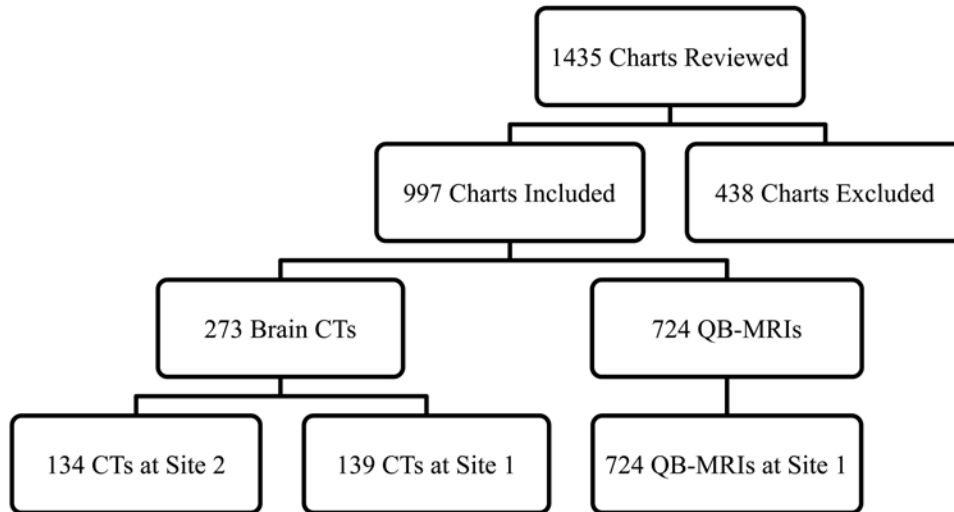 1435 Charts Reviewed
997 Charts Included
438 Charts Excluded
273 Brain CTs
724 QB-MRIs
134 CTs at Site 2
139 CTs at Site 1
724 QB-MRIs at Site 1